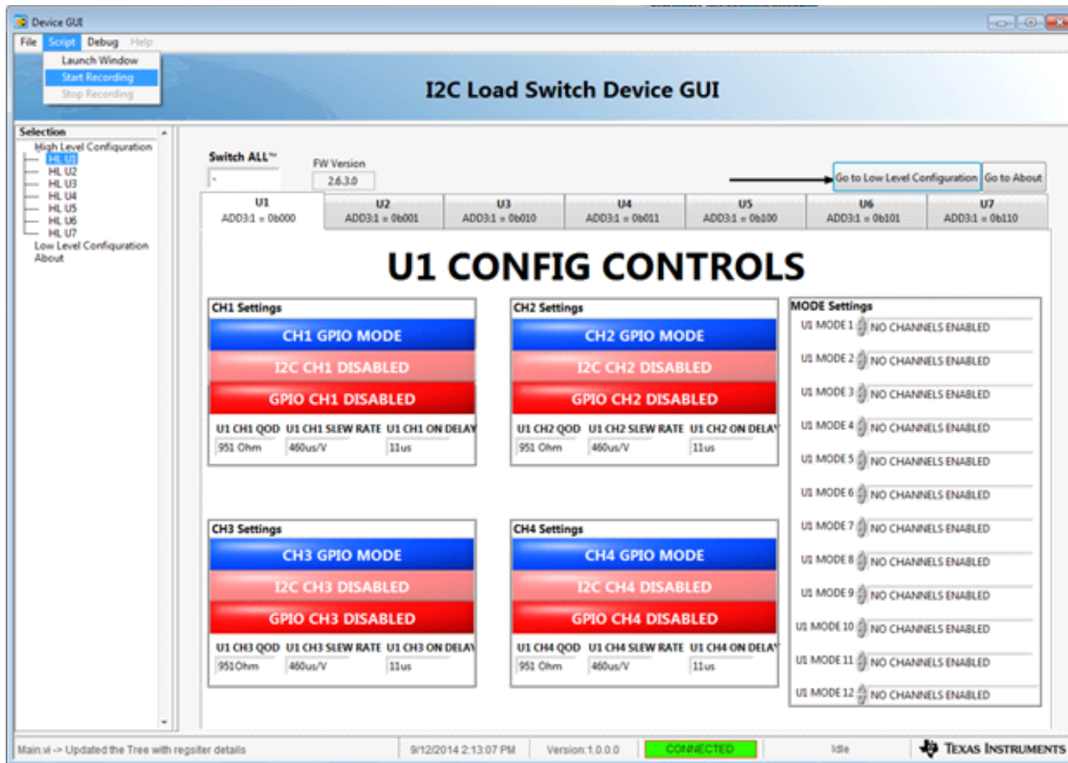 Device GUI
File Script Debug Help
Launch Window
Start Recording
Stop Recording
I2C Load Switch Device GUI
Selection
High Level Configuration
HL U1
HL U2
HL U3
HL U4
HL U5
HL U6
HL U7
Low Level Configuration
About
Switch ALL™
-
FW Version
2.6.3.0
Go to Low Level Configuration Go to About
U1 U2 U3 U4 U5 U6 U7
ADD3:1 = 0b000 ADD3:1 = 0b001 ADD3:1 = 0b010 ADD3:1 = 0b011 ADD3:1 = 0b100 ADD3:1 = 0b101 ADD3:1 = 0b110
U1 CONFIG CONTROLS
CH1 Settings
CH1 GPIO MODE
I2C CH1 DISABLED
GPIO CH1 DISABLED
U1 CH1 QOD U1 CH1 SLEW RATE U1 CH1 ON DELAY
951 Ohm 460us/V 11us
CH2 Settings
CH2 GPIO MODE
I2C CH2 DISABLED
GPIO CH2 DISABLED
U1 CH2 QOD U1 CH2 SLEW RATE U1 CH2 ON DELAY
951 Ohm 460us/V 11us
CH3 Settings
CH3 GPIO MODE
I2C CH3 DISABLED
GPIO CH3 DISABLED
U1 CH3 QOD U1 CH3 SLEW RATE U1 CH3 ON DELAY
951Ohm 460us/V 11us
CH4 Settings
CH4 GPIO MODE
I2C CH4 DISABLED
GPIO CH4 DISABLED
U1 CH4 QOD U1 CH4 SLEW RATE U1 CH4 ON DELAY
951 Ohm 460us/V 11us
MODE Settings
U1 MODE 1 NO CHANNELS ENABLED
U1 MODE 2 NO CHANNELS ENABLED
U1 MODE 3 NO CHANNELS ENABLED
U1 MODE 4 NO CHANNELS ENABLED
U1 MODE 5 NO CHANNELS ENABLED
U1 MODE 6 NO CHANNELS ENABLED
U1 MODE 7 NO CHANNELS ENABLED
U1 MODE 8 NO CHANNELS ENABLED
U1 MODE 9 NO CHANNELS ENABLED
U1 MODE 10 NO CHANNELS ENABLED
U1 MODE 11 NO CHANNELS ENABLED
U1 MODE 12 NO CHANNELS ENABLED
Main.vi -> Updated the Tree with regsiter details 9/12/2014 2:13:07 PM Version:1.0.0.0 CONNECTED Idle TEXAS INSTRUMENTS